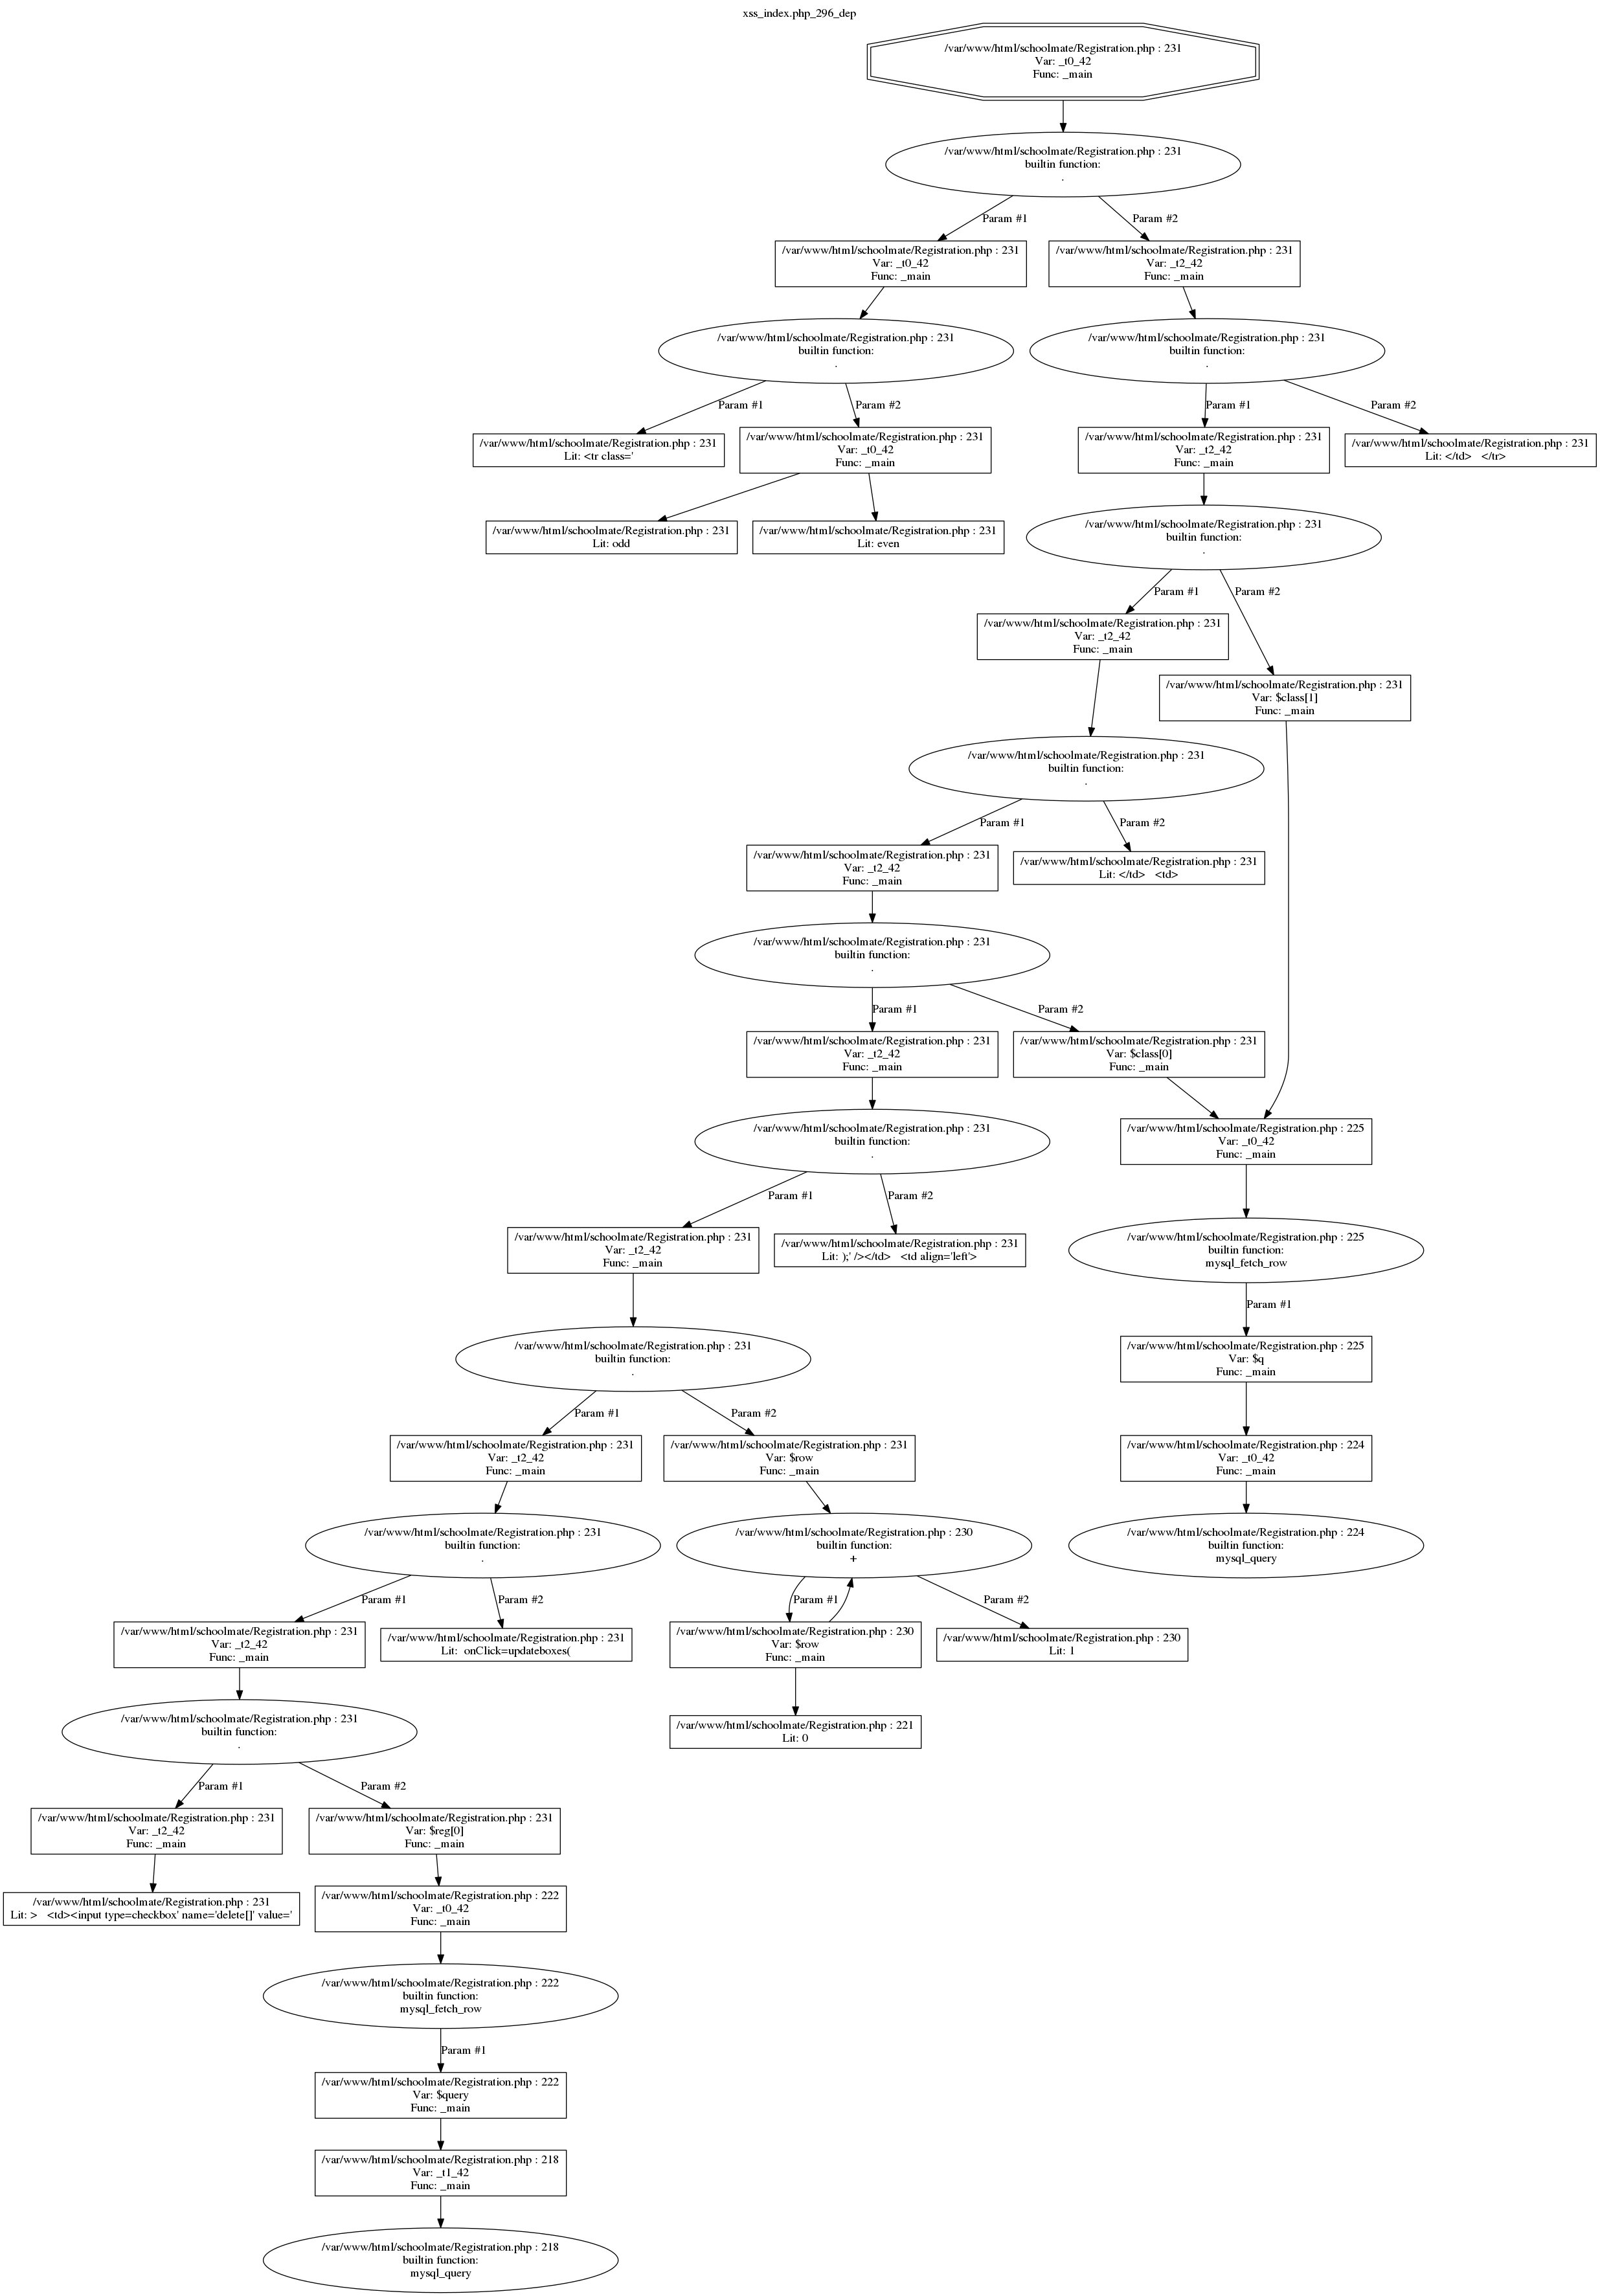 xss_index.php_296_dep
/var/www/html/schoolmate/Registration.php : 231
Var: _t0_42
Func: _main
/var/www/html/schoolmate/Registration.php : 231
builtin function:
.
Param #1
Param #2
/var/www/html/schoolmate/Registration.php : 231
Var: _t0_42
Func: _main
/var/www/html/schoolmate/Registration.php : 231
Var: _t2_42
Func: _main
/var/www/html/schoolmate/Registration.php : 231
builtin function:
.
/var/www/html/schoolmate/Registration.php : 231
builtin function:
.
Param #1
Param #2
Param #1
Param #2
/var/www/html/schoolmate/Registration.php : 231
Lit: <tr class='
/var/www/html/schoolmate/Registration.php : 231
Var: _t0_42
Func: _main
/var/www/html/schoolmate/Registration.php : 231
Var: _t2_42
Func: _main
/var/www/html/schoolmate/Registration.php : 231
Lit: </td>   </tr>
/var/www/html/schoolmate/Registration.php : 231
Lit: odd
/var/www/html/schoolmate/Registration.php : 231
Lit: even
/var/www/html/schoolmate/Registration.php : 231
builtin function:
.
Param #1
Param #2
/var/www/html/schoolmate/Registration.php : 231
Var: _t2_42
Func: _main
/var/www/html/schoolmate/Registration.php : 231
Var: $class[1]
Func: _main
/var/www/html/schoolmate/Registration.php : 231
builtin function:
.
Param #1
Param #2
/var/www/html/schoolmate/Registration.php : 231
Var: _t2_42
Func: _main
/var/www/html/schoolmate/Registration.php : 231
Lit: </td>   <td>
/var/www/html/schoolmate/Registration.php : 231
builtin function:
.
Param #1
Param #2
/var/www/html/schoolmate/Registration.php : 231
Var: _t2_42
Func: _main
/var/www/html/schoolmate/Registration.php : 231
Var: $class[0]
Func: _main
/var/www/html/schoolmate/Registration.php : 231
builtin function:
.
/var/www/html/schoolmate/Registration.php : 225
Var: _t0_42
Func: _main
Param #1
Param #2
/var/www/html/schoolmate/Registration.php : 231
Var: _t2_42
Func: _main
/var/www/html/schoolmate/Registration.php : 231
Lit: );' /></td>   <td align='left'>
/var/www/html/schoolmate/Registration.php : 225
builtin function:
mysql_fetch_row
Param #1
/var/www/html/schoolmate/Registration.php : 231
builtin function:
.
/var/www/html/schoolmate/Registration.php : 225
Var: $q
Func: _main
Param #1
Param #2
/var/www/html/schoolmate/Registration.php : 231
Var: _t2_42
Func: _main
/var/www/html/schoolmate/Registration.php : 231
Var: $row
Func: _main
/var/www/html/schoolmate/Registration.php : 224
Var: _t0_42
Func: _main
/var/www/html/schoolmate/Registration.php : 231
builtin function:
.
/var/www/html/schoolmate/Registration.php : 230
builtin function:
+
/var/www/html/schoolmate/Registration.php : 224
builtin function:
mysql_query
Param #1
Param #2
Param #1
Param #2
/var/www/html/schoolmate/Registration.php : 231
Var: _t2_42
Func: _main
/var/www/html/schoolmate/Registration.php : 231
Lit:  onClick=updateboxes(
/var/www/html/schoolmate/Registration.php : 230
Var: $row
Func: _main
/var/www/html/schoolmate/Registration.php : 230
Lit: 1
/var/www/html/schoolmate/Registration.php : 231
builtin function:
.
/var/www/html/schoolmate/Registration.php : 221
Lit: 0
Param #1
Param #2
/var/www/html/schoolmate/Registration.php : 231
Var: _t2_42
Func: _main
/var/www/html/schoolmate/Registration.php : 231
Var: $reg[0]
Func: _main
/var/www/html/schoolmate/Registration.php : 231
Lit: >   <td><input type=checkbox' name='delete[]' value='
/var/www/html/schoolmate/Registration.php : 222
Var: _t0_42
Func: _main
/var/www/html/schoolmate/Registration.php : 222
builtin function:
mysql_fetch_row
Param #1
/var/www/html/schoolmate/Registration.php : 222
Var: $query
Func: _main
/var/www/html/schoolmate/Registration.php : 218
Var: _t1_42
Func: _main
/var/www/html/schoolmate/Registration.php : 218
builtin function:
mysql_query